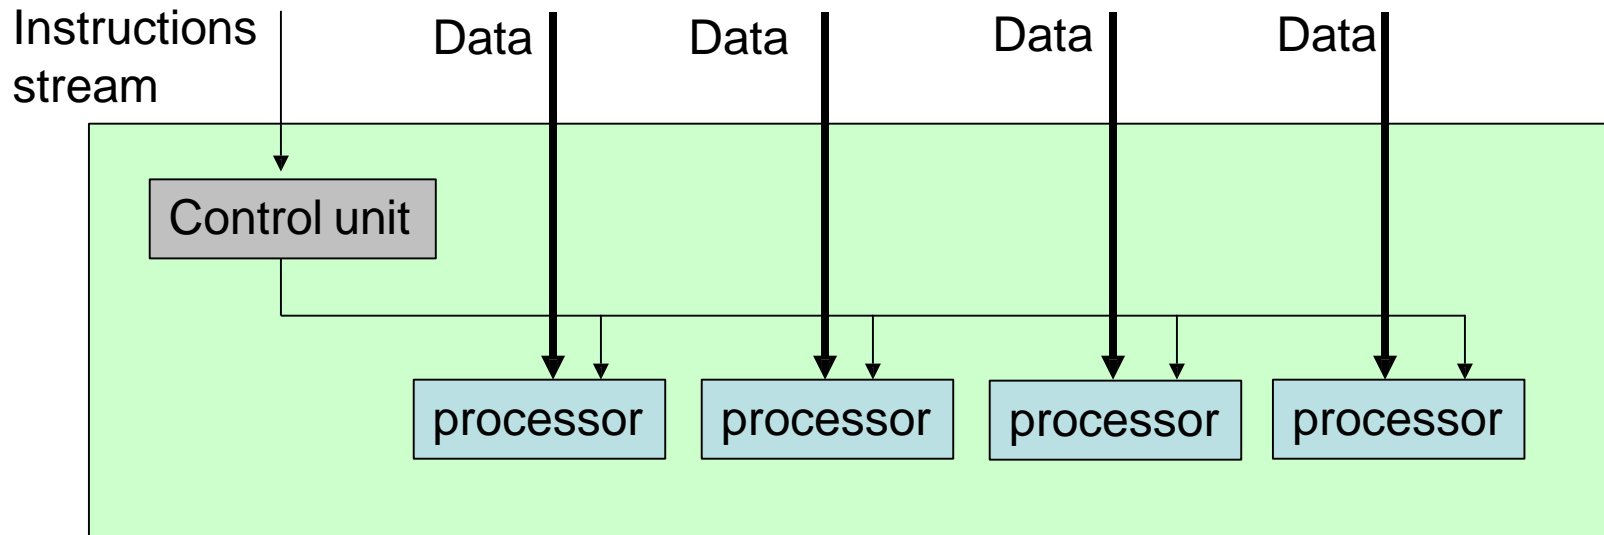 Instructions
stream
Data
Data
Data
Data
Control unit
processor
processor
processor
processor